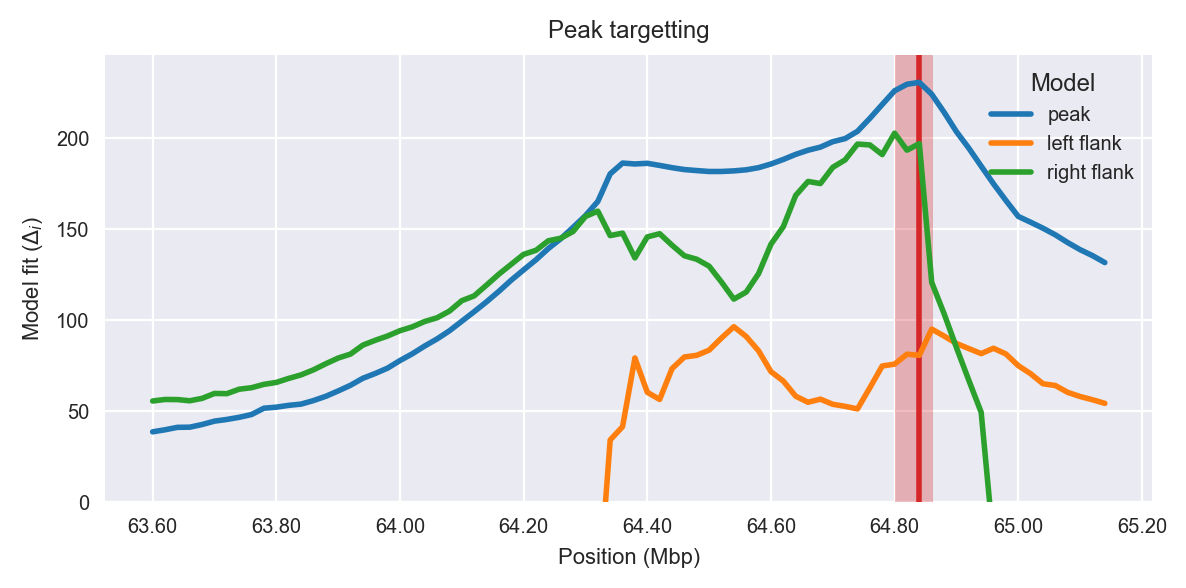 Peak targetting
Model
peak
left flank
right flank
Model fit (Δᵢ)
200
150
100
50
0
63.60 63.80 64.00 64.20 64.40 64.60 64.80 65.00 65.20
Position (Mbp)